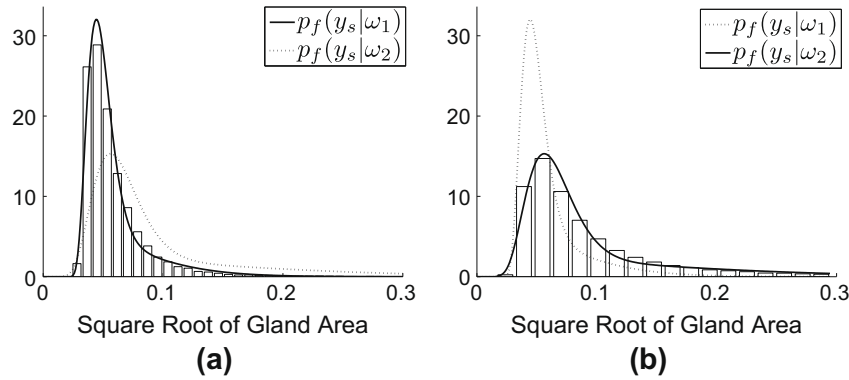 30
20
10
0
0
0.1
0.2
0.3
p_f(y_s|ω_1)
p_f(y_s|ω_2)
Square Root of Gland Area
(a)
30
20
10
0
0
0.1
0.2
0.3
p_f(y_s|ω_1)
p_f(y_s|ω_2)
Square Root of Gland Area
(b)